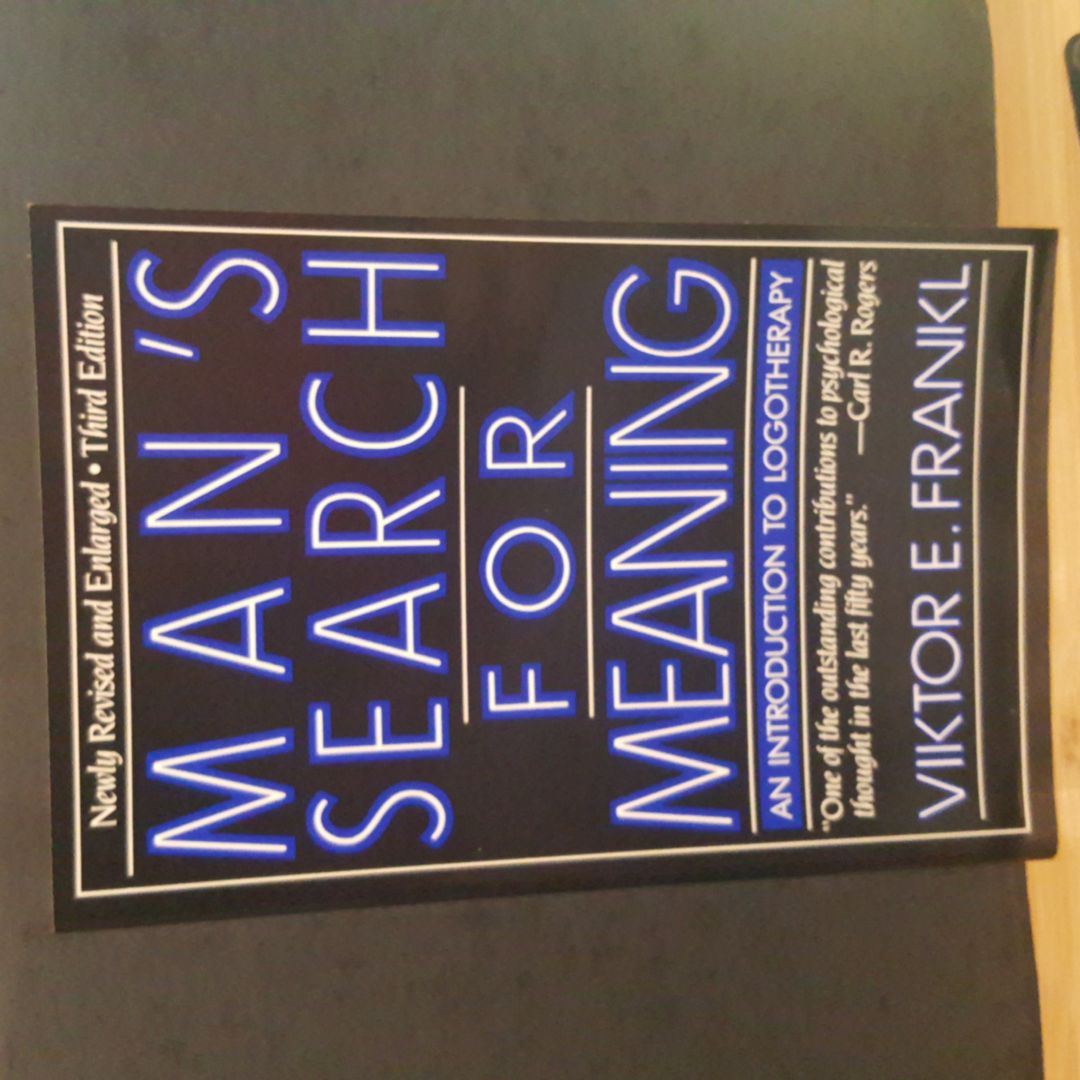 Newly Revised and Enlarged • Third Edition
MAN'S
SEARCH
FOR
MEANING
AN INTRODUCTION TO LOGOTHERAPY
"One of the outstanding contributions to psychological
thought in the last fifty years."
—Carl R. Rogers
VIKTOR E. FRANKL